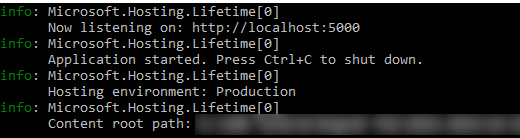 info: Microsoft.Hosting.Lifetime[0]
Now listening on: http://localhost:5000
info: Microsoft.Hosting.Lifetime[0]
Application started. Press Ctrl+C to shut down.
info: Microsoft.Hosting.Lifetime[0]
Hosting environment: Production
info: Microsoft.Hosting.Lifetime[0]
Content root path: